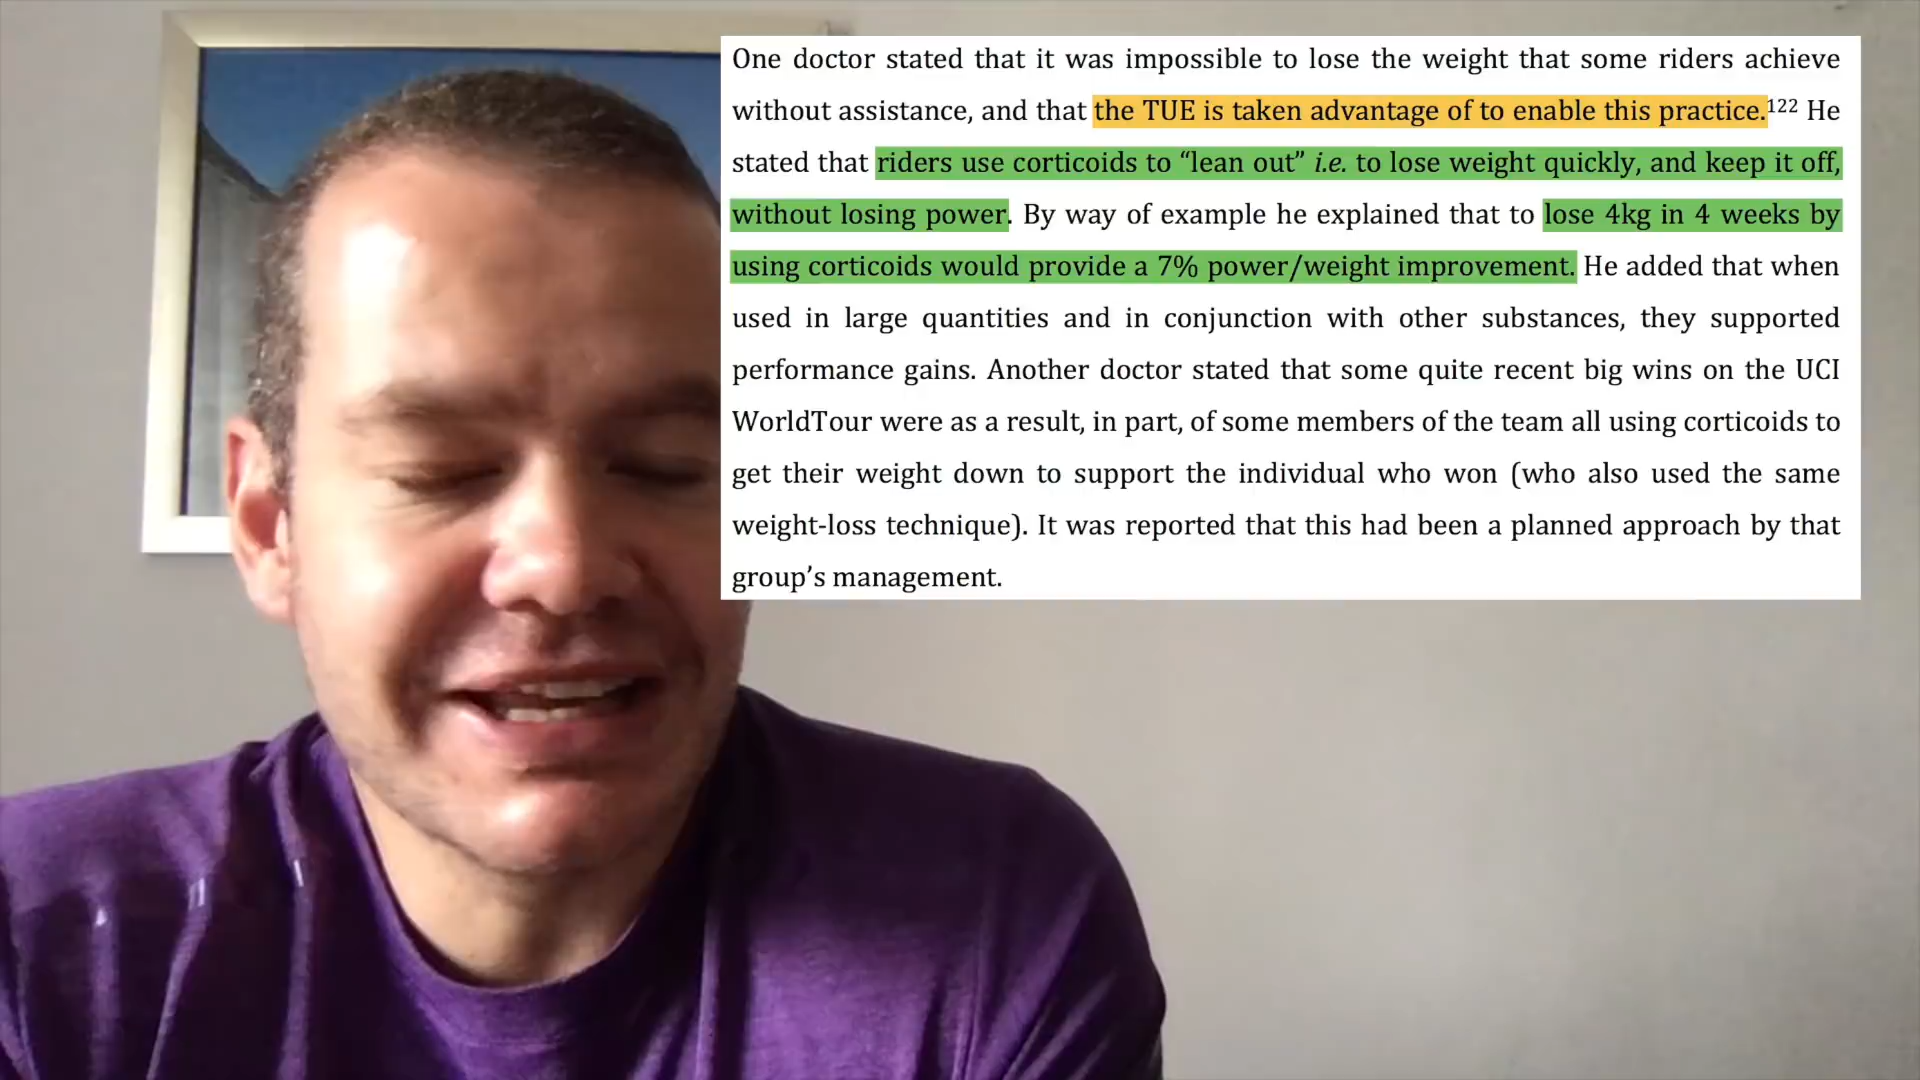 One doctor stated that it was impossible to lose the weight that some riders achieve
without assistance, and that the TUE is taken advantage of to enable this practice.122 He
stated that riders use corticoids to “lean out” i.e. to lose weight quickly, and keep it off,
without losing power. By way of example he explained that to lose 4kg in 4 weeks by
using corticoids would provide a 7% power/weight improvement. He added that when
used in large quantities and in conjunction with other substances, they supported
performance gains. Another doctor stated that some quite recent big wins on the UCI
WorldTour were as a result, in part, of some members of the team all using corticoids to
get their weight down to support the individual who won (who also used the same
weight-loss technique). It was reported that this had been a planned approach by that
group’s management.